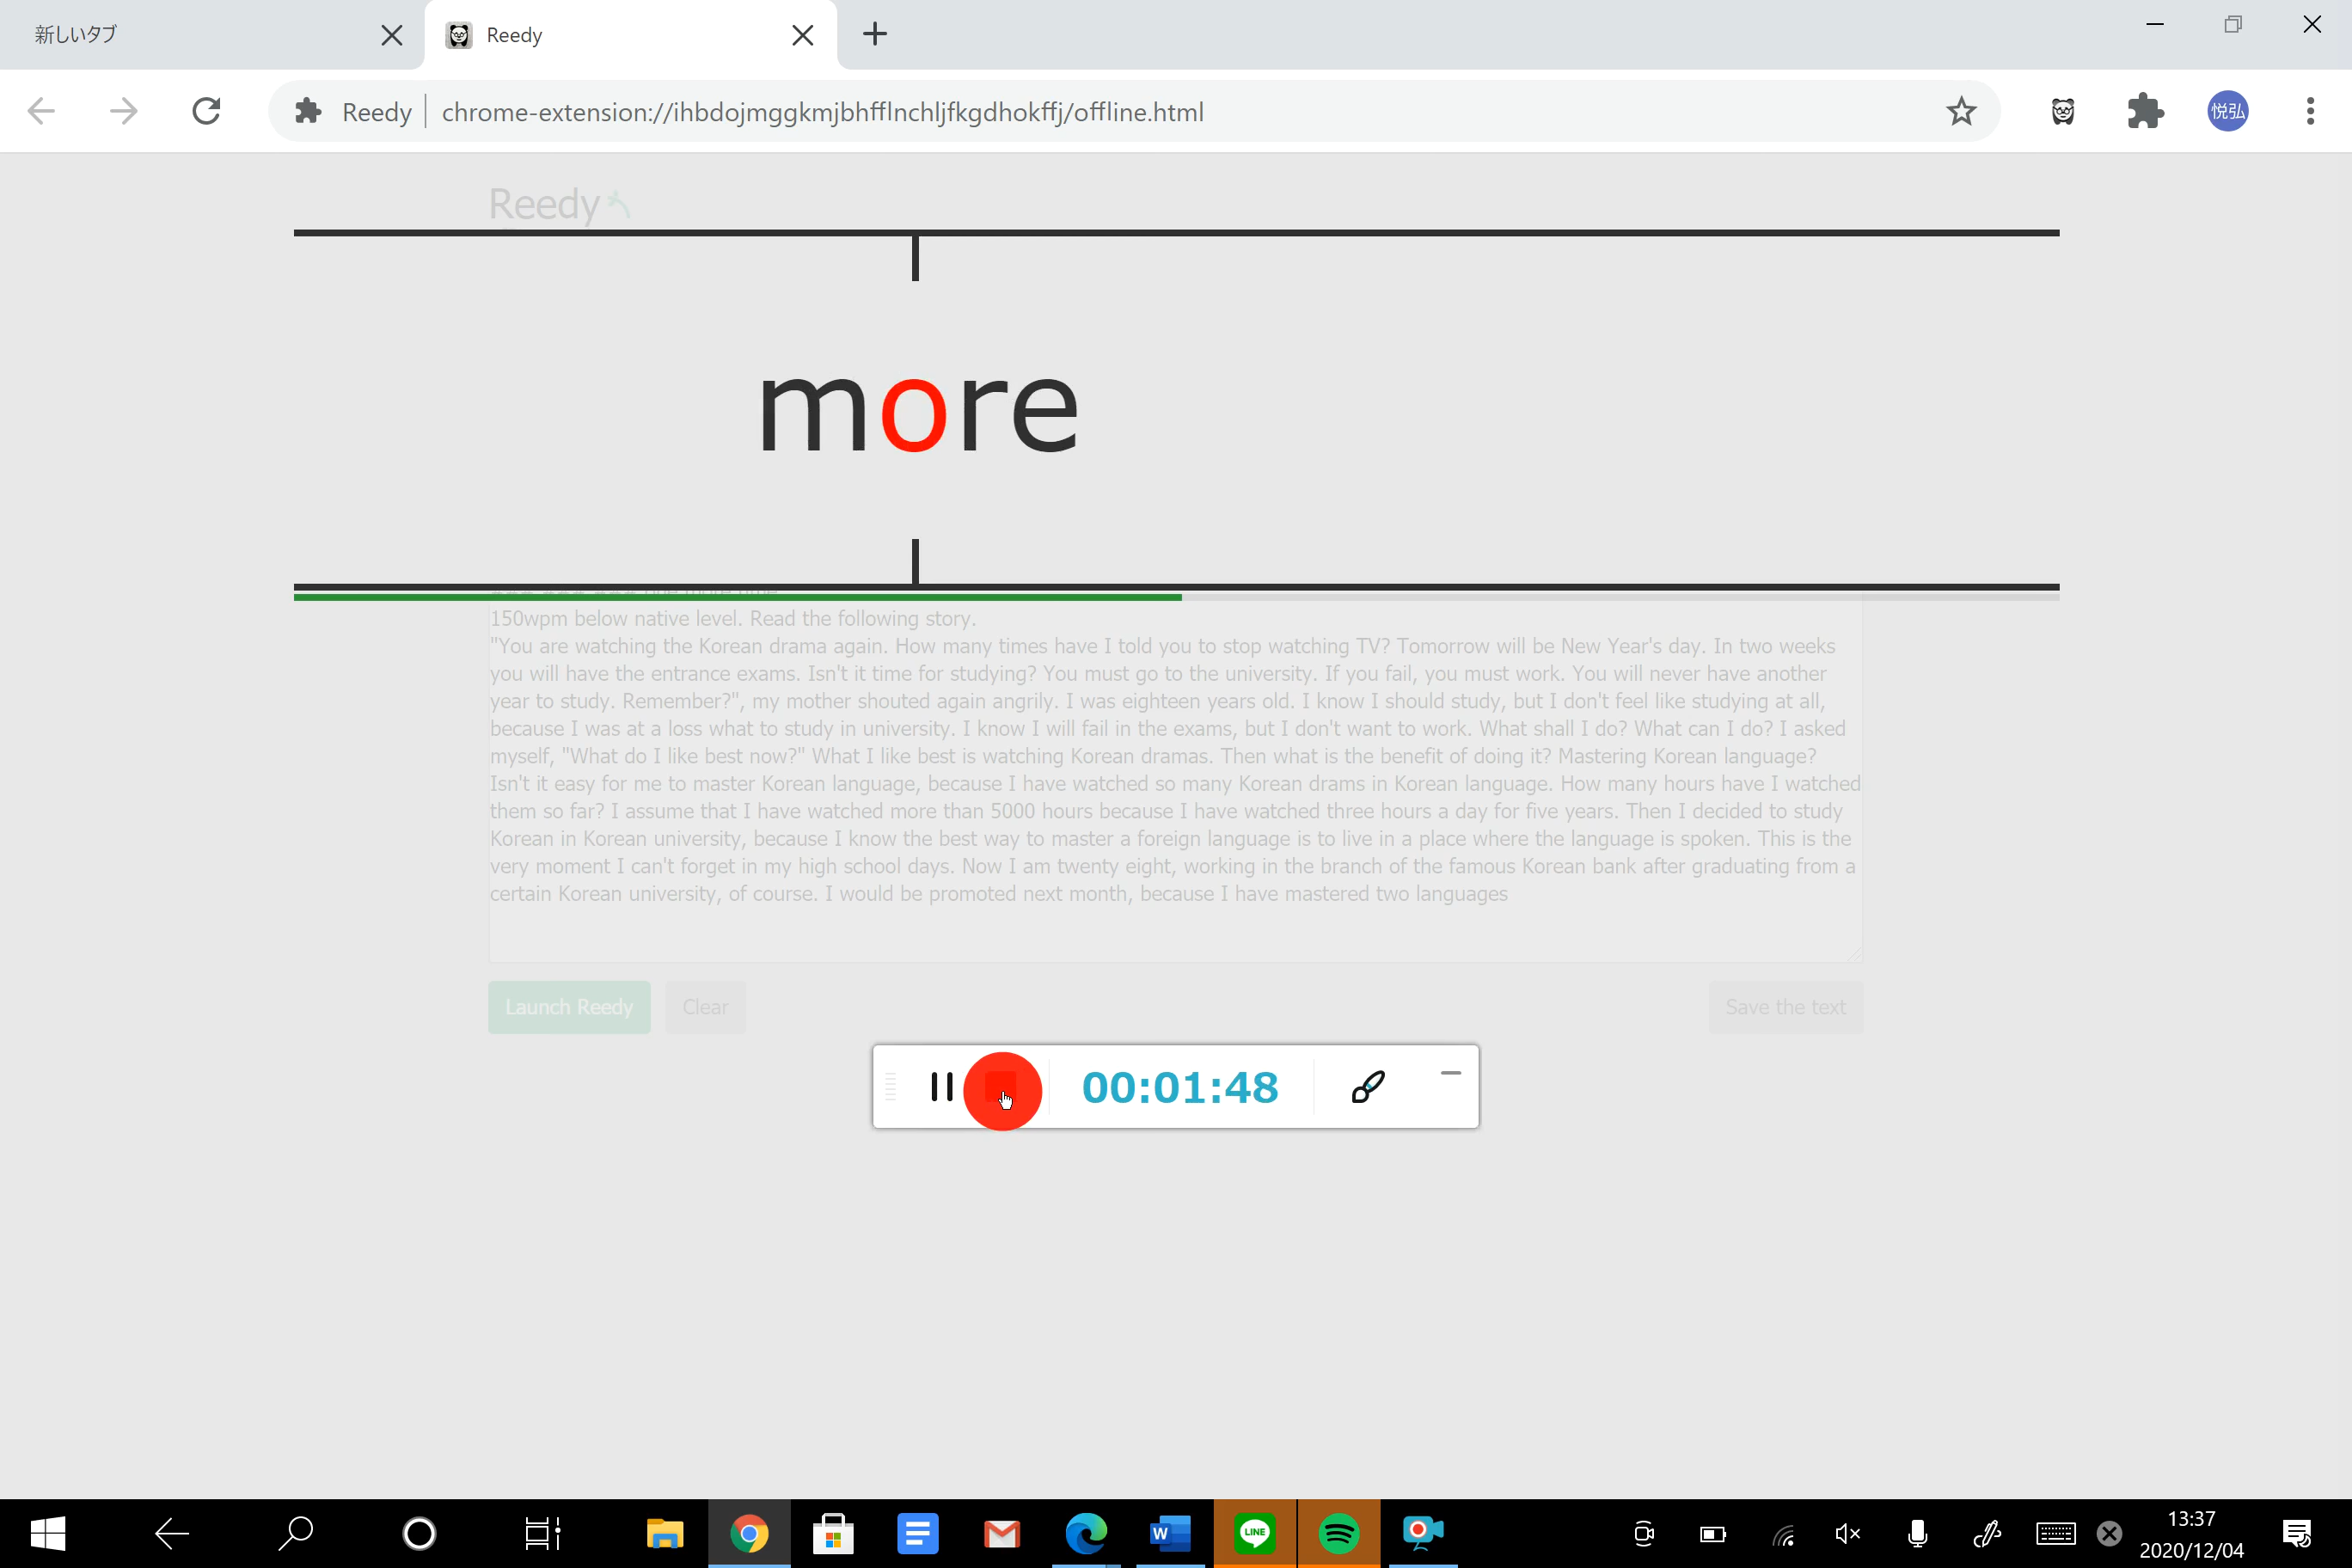 新しいタブ
Reedy
Reedy
chrome-extension://ihbdojmggkmjbhfflnchljfkgdhokffj/offline.html
悦弘
Reedy
more
one more time
150wpm below native level. Read the following story.
"You are watching the Korean drama again. How many times have I told you to stop watching TV? Tomorrow will be New Year's day. In two weeks
you will have the entrance exams. Isn't it time for studying? You must go to the university. If you fail, you must work. You will never have another
year to study. Remember?", my mother shouted again angrily. I was eighteen years old. I know I should study, but I don't feel like studying at all,
because I was at a loss what to study in university. I know I will fail in the exams, but I don't want to work. What shall I do? What can I do? I asked
myself, "What do I like best now?" What I like best is watching Korean dramas. Then what is the benefit of doing it? Mastering Korean language?
Isn't it easy for me to master Korean language, because I have watched so many Korean drams in Korean language. How many hours have I watched
them so far? I assume that I have watched more than 5000 hours because I have watched three hours a day for five years. Then I decided to study
Korean in Korean university, because I know the best way to master a foreign language is to live in a place where the language is spoken. This is the
very moment I can't forget in my high school days. Now I am twenty eight, working in the branch of the famous Korean bank after graduating from a
certain Korean university, of course. I would be promoted next month, because I have mastered two languages
Launch Reedy
Clear
Save the text
00:01:48
W
LINE
13:37
2020/12/04